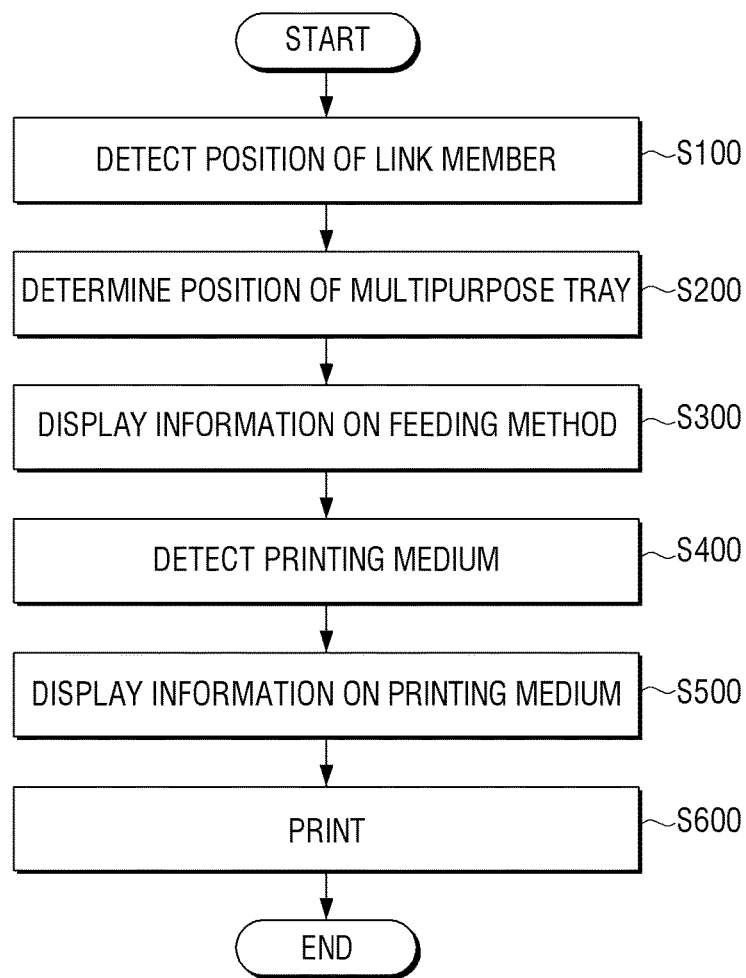 START
DETECT POSITION OF LINK MEMBER
S100
DETERMINE POSITION OF MULTIPURPOSE TRAY
S200
DISPLAY INFORMATION ON FEEDING METHOD
S300
DETECT PRINTING MEDIUM
S400
DISPLAY INFORMATION ON PRINTING MEDIUM
S500
PRINT
S600
END